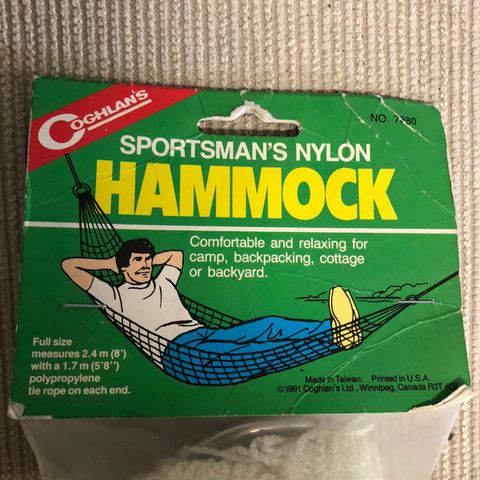 COGHLAN'S
NO. 7280
SPORTSMAN'S NYLON
HAMMOCK
Comfortable and relaxing for
camp, backpacking, cottage
or backyard.
Full size
measures 2.4 m (8')
with a 1.7 m (5'8'')
polypropylene
tie rope on each end.
Made in Taiwan. Printed in U.S.A.
©1991 Coghlan's Ltd., Winnipeg, Canada R3T